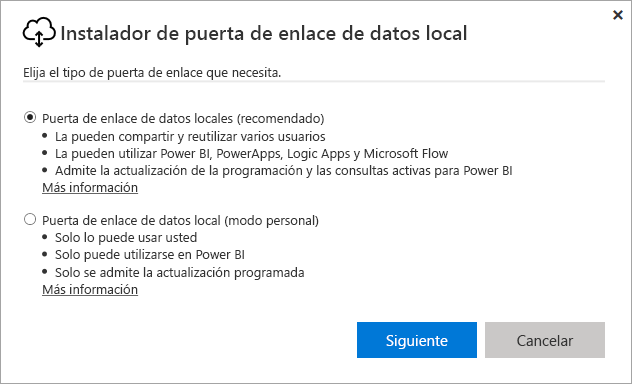 Instalador de puerta de enlace de datos local
Elija el tipo de puerta de enlace que necesita.
Puerta de enlace de datos locales (recomendado)
• La pueden compartir y reutilizar varios usuarios
• La pueden utilizar Power BI, PowerApps, Logic Apps y Microsoft Flow
• Admite la actualización de la programación y las consultas activas para Power BI
Más información
Puerta de enlace de datos local (modo personal)
• Solo lo puede usar usted
• Solo puede utilizarse en Power BI
• Solo se admite la actualización programada
Más información
Siguiente
Cancelar